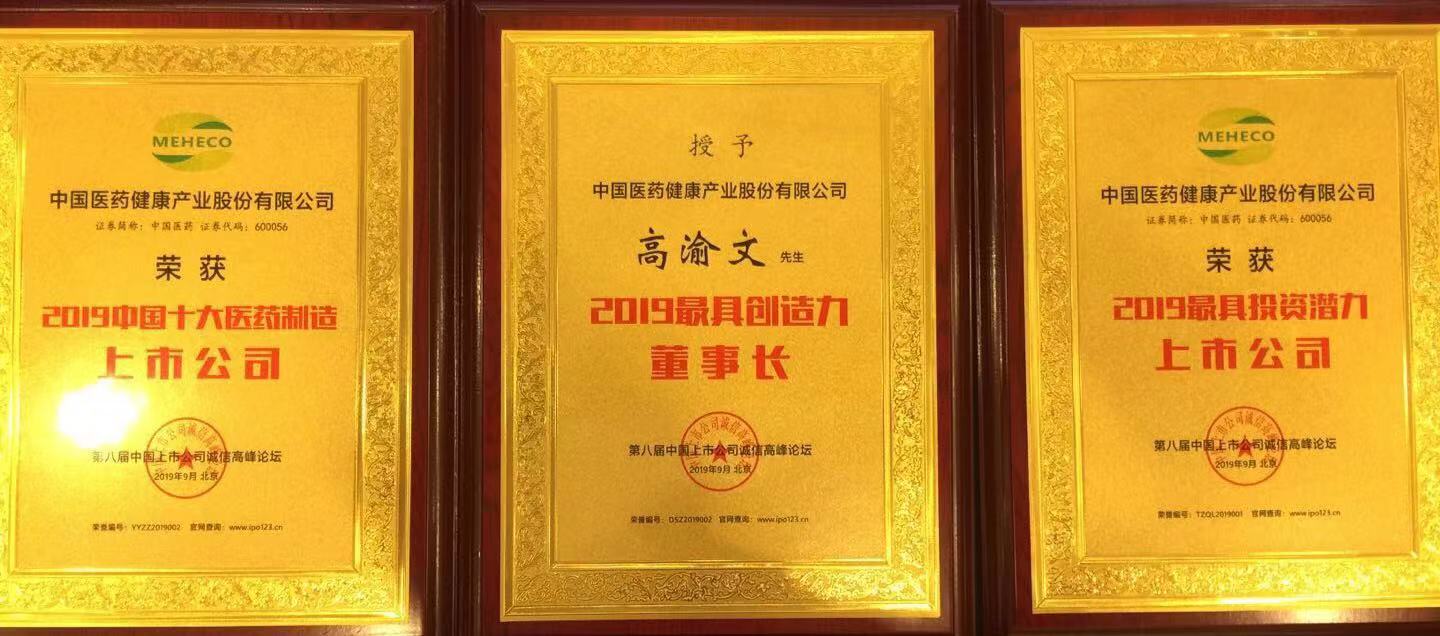 MEHECO
中国医药健康产业股份有限公司
证券简称：中国医药 证券代码：600056
荣获
2019中国十大医药制造
上市公司
第八届中国上市公司诚信高峰论坛
2019年9月 北京
荣誉编号：YYZZ2019002 官网查询：www.ipo123.cn
授予
中国医药健康产业股份有限公司
高渝文 先生
2019最具创造力
董事长
第八届中国上市公司诚信高峰论坛
2019年9月 北京
荣誉编号：DSZ2019002 官网查询：www.ipo123.cn
MEHECO
中国医药健康产业股份有限公司
证券简称：中国医药 证券代码：600056
荣获
2019最具投资潜力
上市公司
第八届中国上市公司诚信高峰论坛
2019年9月 北京
荣誉编号：TZQL2019001 官网查询：www.ipo123.cn